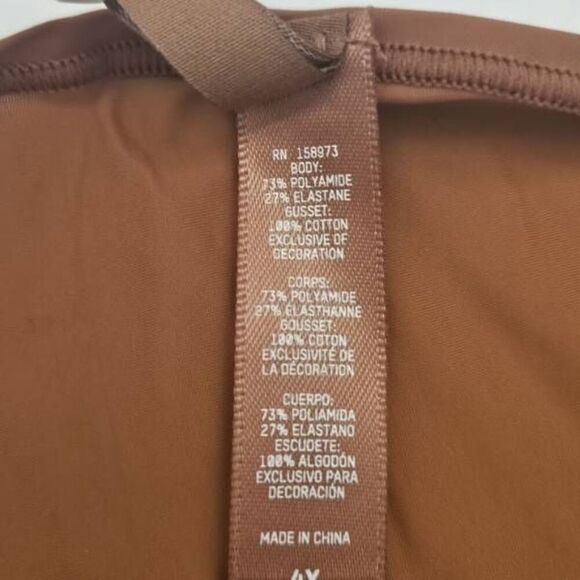 RN 158973
BODY:
73% POLYAMIDE
27% ELASTANE
GUSSET:
100% COTTON
EXCLUSIVE OF
DECORATION
CORPS:
73% POLYAMIDE
27% ELASTHANNE
GOUSSET:
100% COTON
EXCLUSIVITÉ DE
LA DÉCORATION
CUERPO:
73% POLIAMIDA
27% ELASTANO
ESCUDETE:
100% ALGODÓN
EXCLUSIVO PARA
DECORACIÓN
MADE IN CHINA
4X